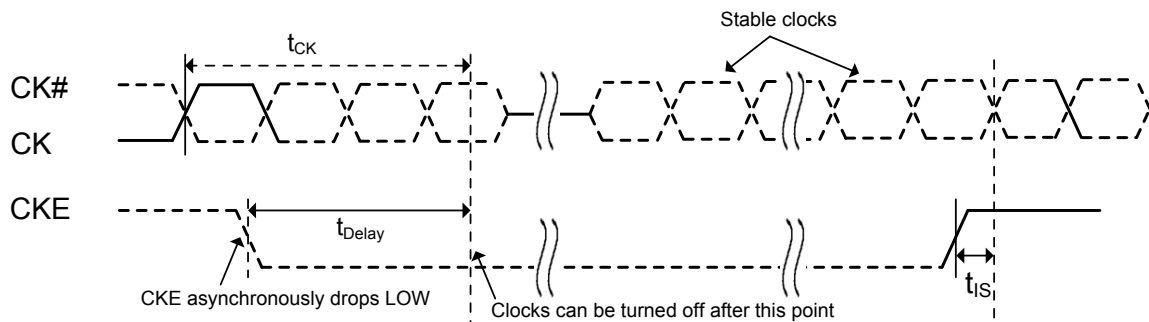 Stable clocks
tCK
CK#
CK
CKE
tDelay
tIS
CKE asynchronously drops LOW
Clocks can be turned off after this point